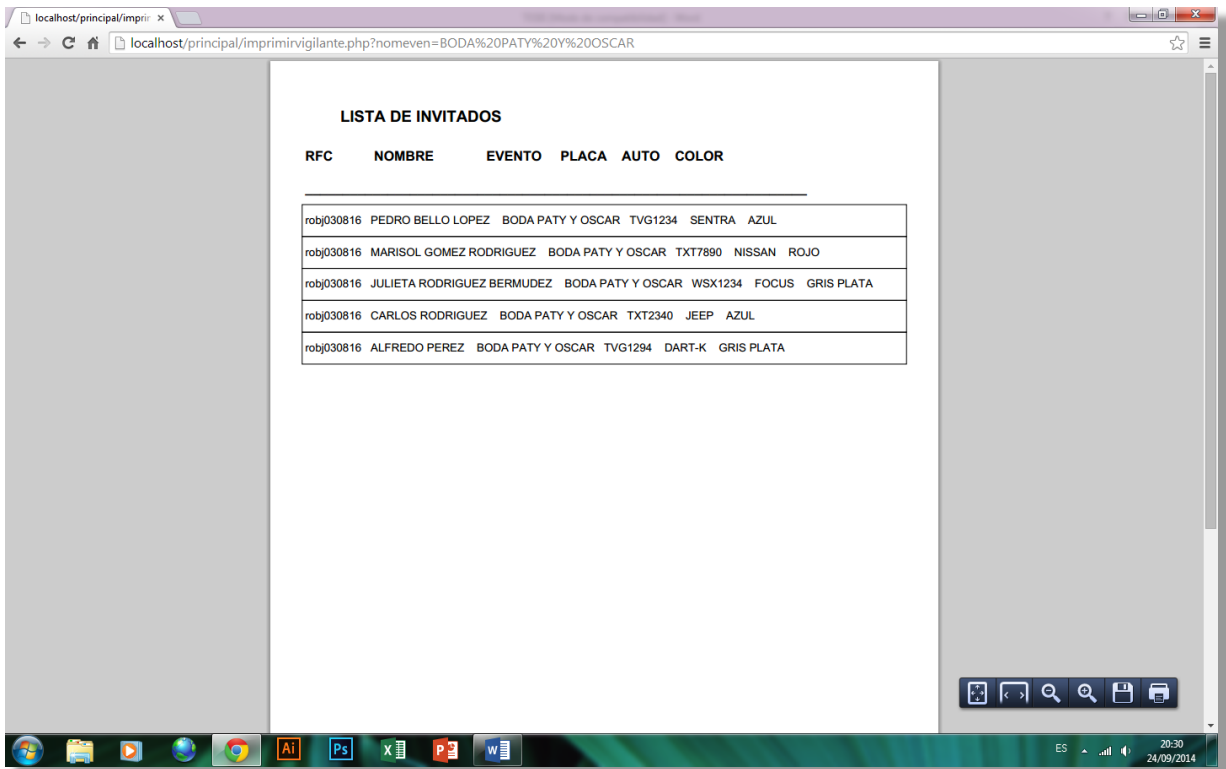 localhost/principal/imprir
localhost/principal/imprimirvigilante.php?nomeven=BODA%20PATY%20Y%20OSCAR
LISTA DE INVITADOS
RFC NOMBRE EVENTO PLACA AUTO COLOR
robj030816 PEDRO BELLO LOPEZ BODA PATY Y OSCAR TVG1234 SENTRA AZUL
robj030816 MARISOL GOMEZ RODRIGUEZ BODA PATY Y OSCAR TXT7890 NISSAN ROJO
robj030816 JULIETA RODRIGUEZ BERMUDEZ BODA PATY Y OSCAR WSX1234 FOCUS GRIS PLATA
robj030816 CARLOS RODRIGUEZ BODA PATY Y OSCAR TXT2340 JEEP AZUL
robj030816 ALFREDO PEREZ BODA PATY Y OSCAR TVG1294 DART-K GRIS PLATA
Ai Ps X P W
ES
20:30
24/09/2014